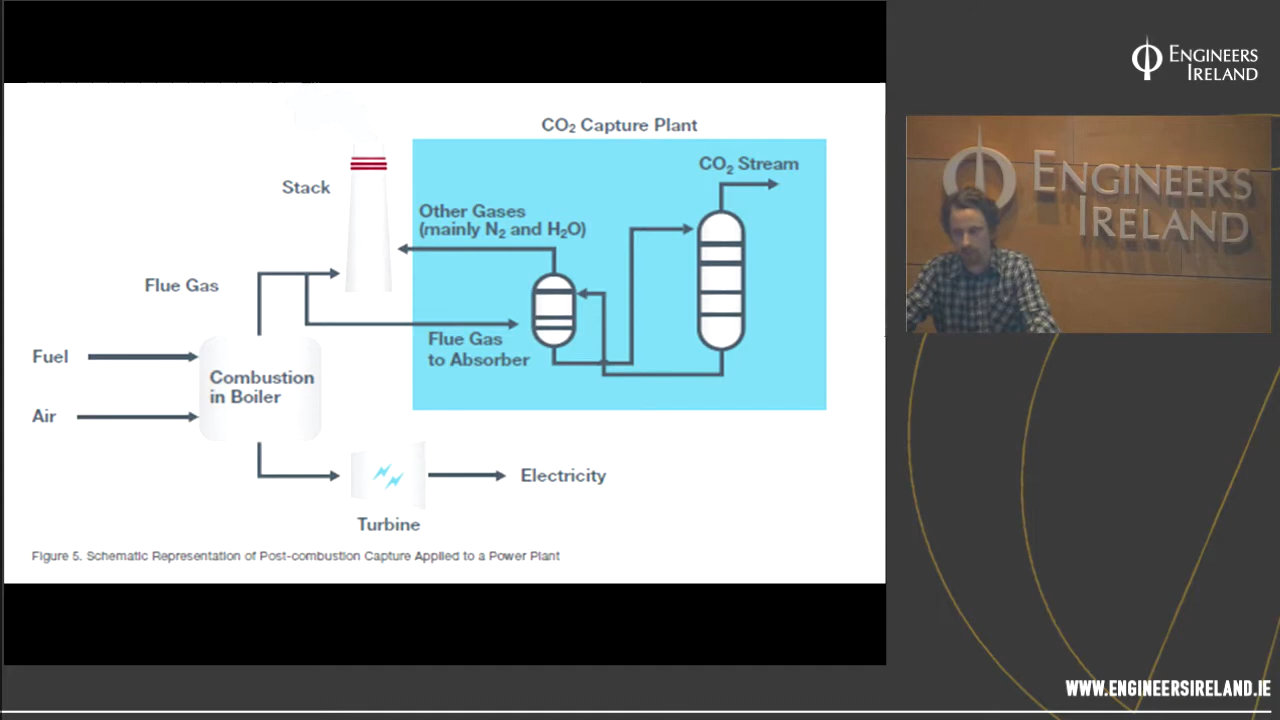 ENGINEERS
IRELAND
CO₂ Capture Plant
CO₂ Stream
Stack
Other Gases
(mainly N₂ and H₂O)
Flue Gas
Flue Gas
to Absorber
Fuel
Combustion
in Boiler
Air
Electricity
Turbine
Figure 5. Schematic Representation of Post-combustion Capture Applied to a Power Plant
ENGINEERS
IRELAND
WWW.ENGINEERSIRELAND.IE